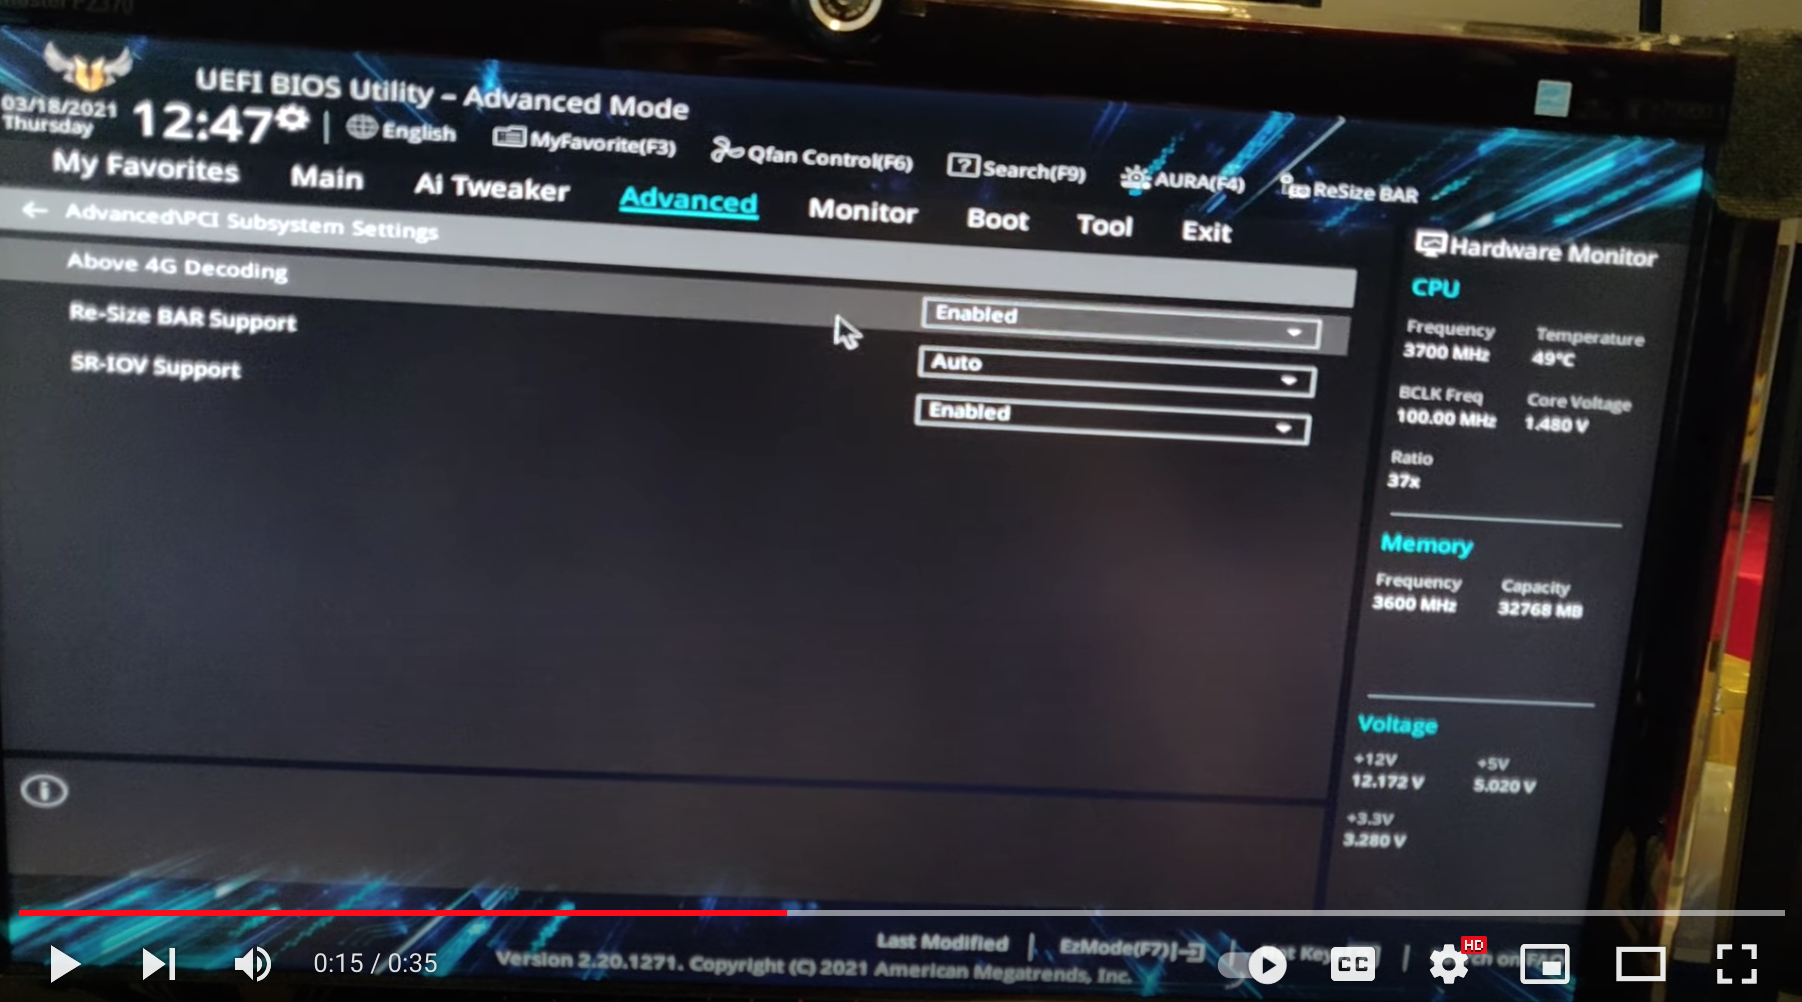 UEFI BIOS Utility – Advanced Mode
03/18/2021
Thursday
12:47
English
MyFavorite(F3)
Qfan Control(F6)
Search(F9)
AURA(F4)
ReSize BAR
My Favorites
Main
Ai Tweaker
Advanced
Monitor
Boot
Tool
Exit
← Advanced\PCI Subsystem Settings
Above 4G Decoding
Enabled
Re-Size BAR Support
Auto
SR-IOV Support
Enabled
Hardware Monitor
CPU
Frequency Temperature
3700 MHz 49°C
BCLK Freq Core Voltage
100.00 MHz 1.480 V
Ratio
37x
Memory
Frequency Capacity
3600 MHz 32768 MB
Voltage
+12V +5V
12.172 V 5.020 V
+3.3V
3.280 V
Last Modified
EzMode(F7)
Version 2.20.1271. Copyright (C) 2021 American Megatrends, Inc.
0:15 / 0:35
CC
HD